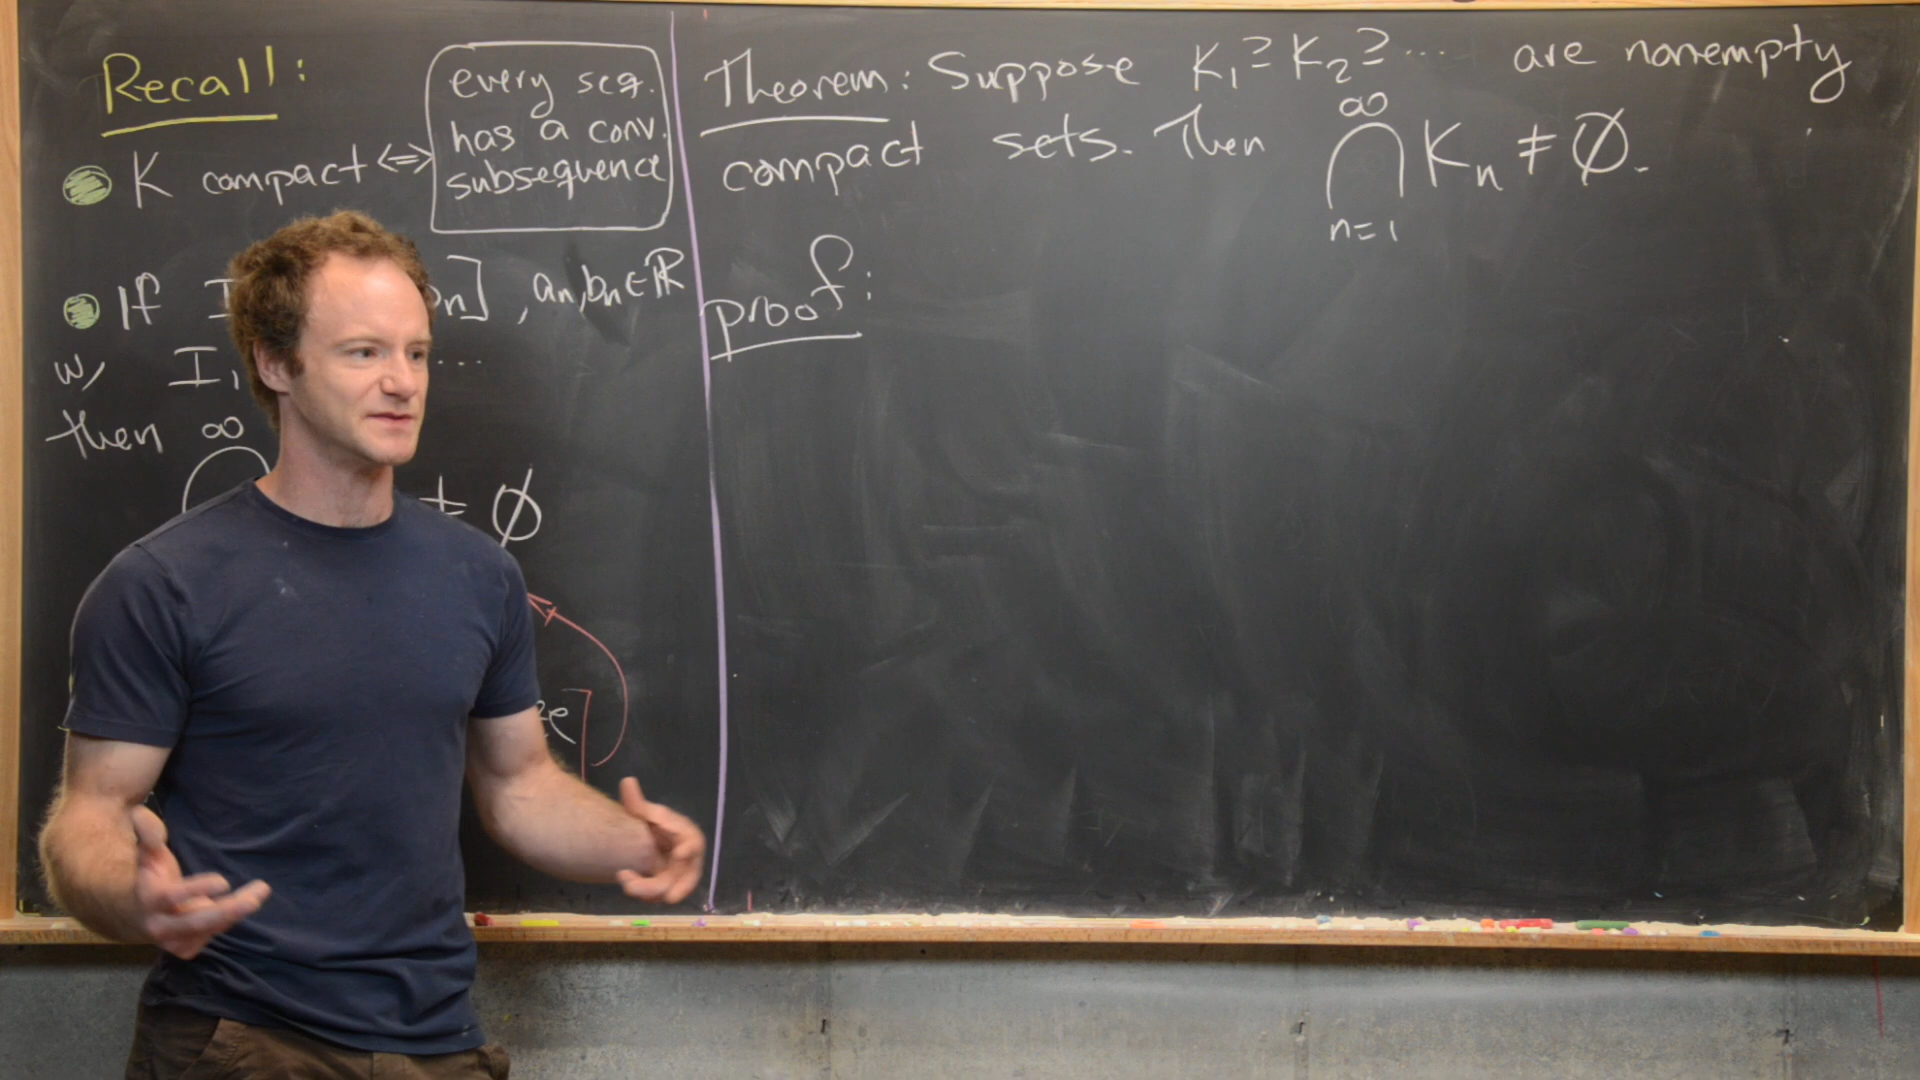 Recall:
● K compact <=> every seq. has a conv. subsequence
● If I bn] , an,bn∈ℝ
w/ I₁ ...
then ∞
≠ ∅
Theorem: Suppose K₁⊇K₂⊇... are nonempty
compact sets. Then ∞⋂n=1 Kn ≠ ∅.
proof: